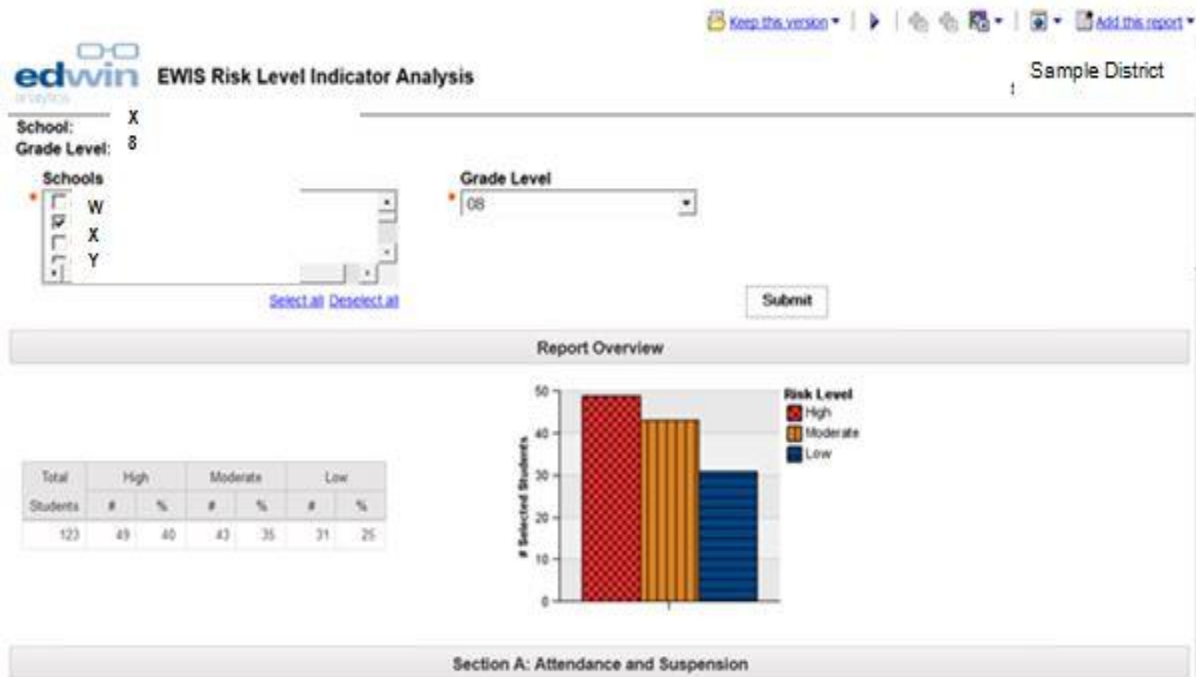 Keep this version | | | Add this report
edwin
analytics
EWIS Risk Level Indicator Analysis
Sample District
School: X
Grade Level: 8
Schools
W
X
Y
Select all Deselect all
Grade Level
08
Submit
Report Overview
Total Students High Moderate Low
# % # % # %
123 49 40 43 35 31 25
# Selected Students
50
40
30
20
10
0
Risk Level
High
Moderate
Low
Section A: Attendance and Suspension